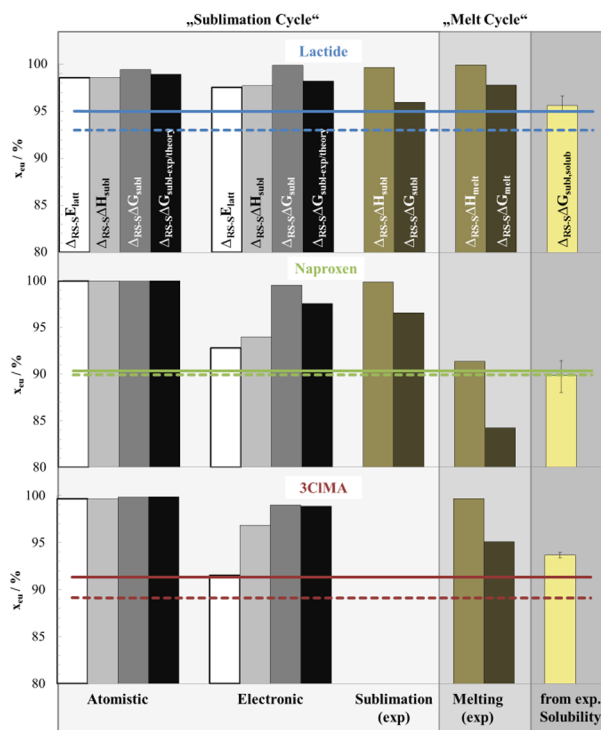 „Sublimation Cycle“ „Melt Cycle“
Lactide
100
95
90
85
80
x_eu / %
Δ_RS-S E_latt
Δ_RS-S ΔH_subl
Δ_RS-S ΔG_subl
Δ_RS-S ΔG_subl-exp/theory
Δ_RS-S E_latt
Δ_RS-S ΔH_subl
Δ_RS-S ΔG_subl
Δ_RS-S ΔG_subl-exp/theory
Δ_RS-S ΔH_subl
Δ_RS-S ΔG_subl
Δ_RS-S ΔH_melt
Δ_RS-S ΔG_melt
Δ_RS-S ΔG_subl,solub
Naproxen
100
95
90
85
80
x_eu / %
3ClMA
100
95
90
85
80
x_eu / %
Atomistic Electronic Sublimation Melting from exp.
(exp) (exp) Solubility